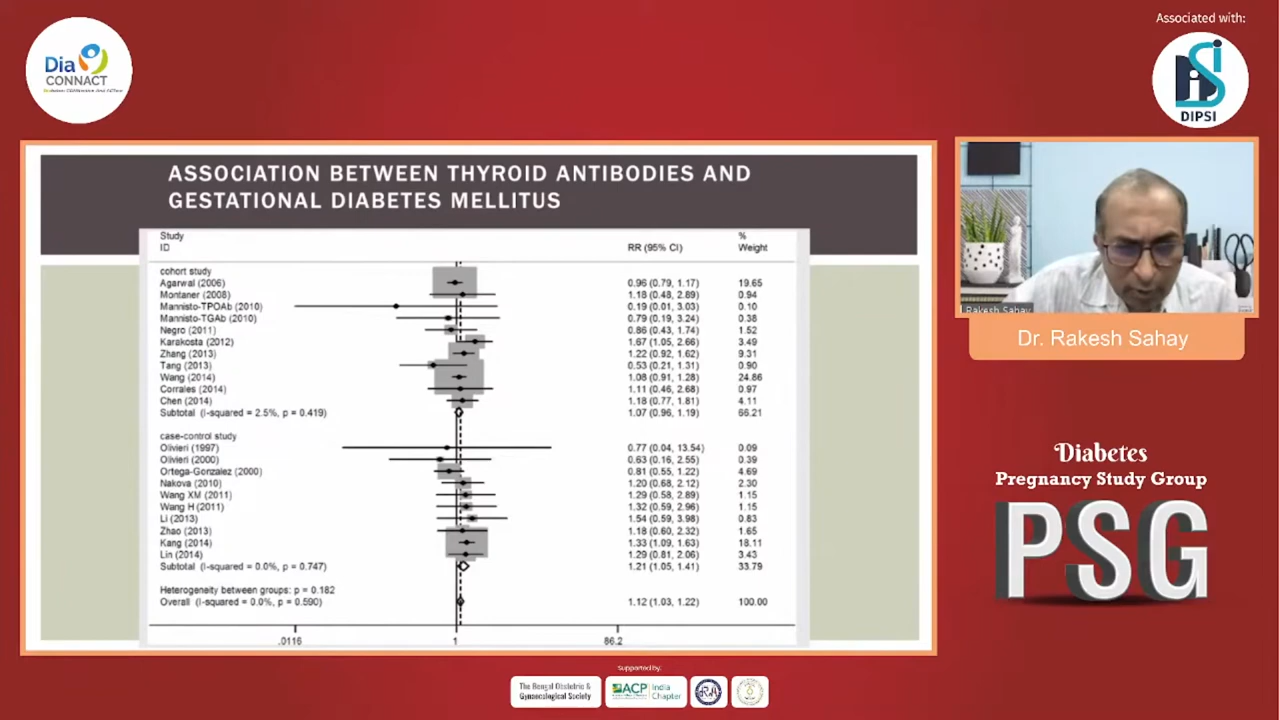 Dia
CONNACT
Associated with:
DIPSI
ASSOCIATION BETWEEN THYROID ANTIBODIES AND
GESTATIONAL DIABETES MELLITUS
Study %
ID RR (95% CI) Weight
cohort study
Agarwal (2006) 0.96 (0.79, 1.17) 19.65
Montaner (2008) 1.18 (0.48, 2.89) 0.94
Mannisto-TPOAb (2010) 0.19 (0.01, 3.03) 0.10
Mannisto-TGAb (2010) 0.79 (0.19, 3.24) 0.38
Negro (2011) 0.86 (0.43, 1.74) 1.52
Karakosta (2012) 1.67 (1.05, 2.66) 3.49
Zhang (2013) 1.22 (0.92, 1.62) 9.31
Tang (2013) 0.53 (0.21, 1.31) 0.90
Wang (2014) 1.08 (0.91, 1.28) 24.86
Corrales (2014) 1.11 (0.46, 2.68) 0.97
Chen (2014) 1.18 (0.77, 1.81) 4.11
Subtotal (I-squared = 2.5%, p = 0.419) 1.07 (0.96, 1.19) 66.21
case-control study
Olivieri (1997) 0.77 (0.04, 13.54) 0.09
Olivieri (2000) 0.63 (0.16, 2.55) 0.39
Ortega-Gonzalez (2000) 0.81 (0.55, 1.22) 4.69
Nakova (2010) 1.20 (0.68, 2.12) 2.30
Wang XM (2011) 1.29 (0.58, 2.89) 1.15
Wang H (2011) 1.32 (0.59, 2.96) 1.15
Li (2013) 1.54 (0.59, 3.98) 0.83
Zhao (2013) 1.18 (0.60, 2.32) 1.65
Kang (2014) 1.33 (1.09, 1.63) 18.11
Lin (2014) 1.29 (0.81, 2.06) 3.43
Subtotal (I-squared = 0.0%, p = 0.747) 1.21 (1.05, 1.41) 33.79
Heterogeneity between groups: p = 0.182
Overall (I-squared = 0.0%, p = 0.590) 1.12 (1.03, 1.22) 100.00
.0116 1 86.2
Rakesh Sahay
Dr. Rakesh Sahay
Diabetes
Pregnancy Study Group
PSG
Supported by:
The Bengal Obstetric &
Gynaecological Society
ACP India
Chapter